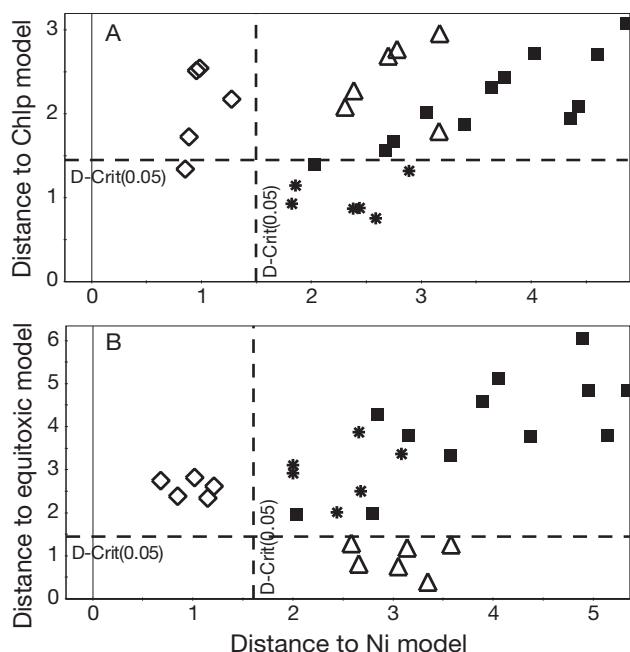 A
Distance to Chlp model
3
2
1
0
D-Crit(0.05)
D-Crit(0.05)
0 1 2 3 4
B
Distance to equitoxic model
6
5
4
3
2
1
0
D-Crit(0.05)
D-Crit(0.05)
0 1 2 3 4 5
Distance to Ni model